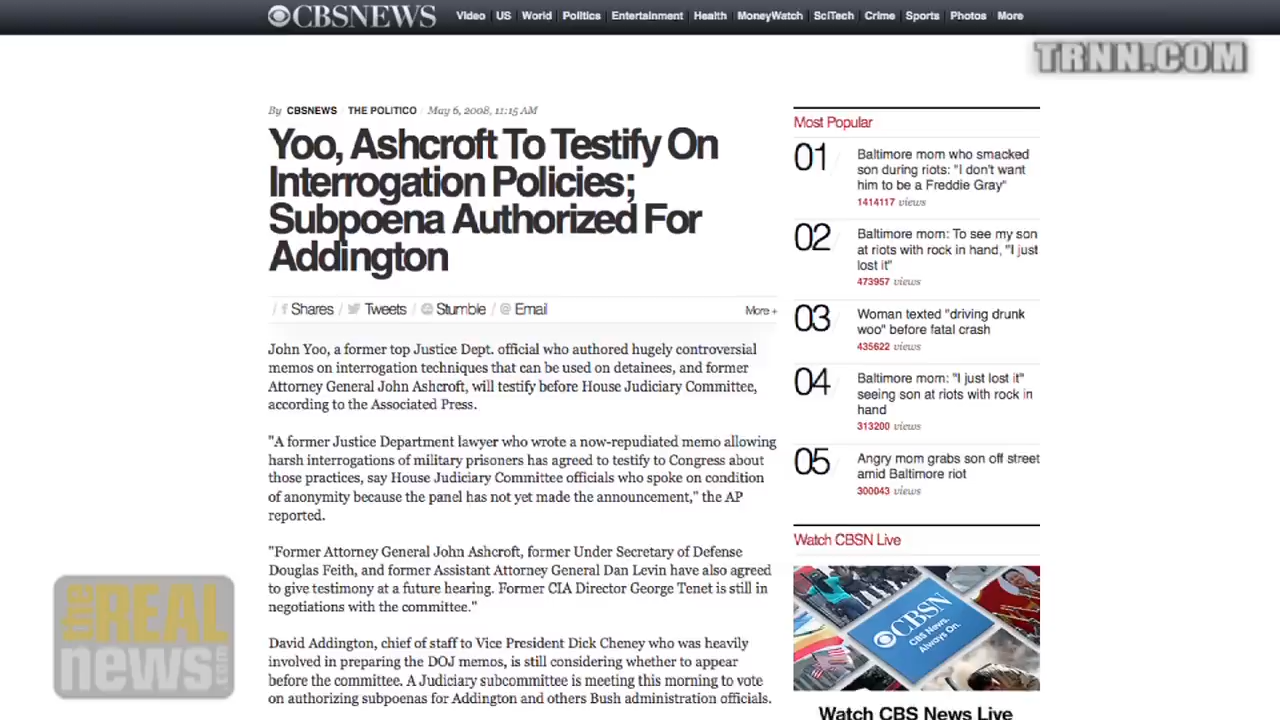 CBSNEWS
Video US World Politics Entertainment Health MoneyWatch SciTech Crime Sports Photos More
TRNN.COM
By CBSNEWS / THE POLITICO / May 6, 2008, 11:15 AM
Yoo, Ashcroft To Testify On
Interrogation Policies;
Subpoena Authorized For
Addington
/ f Shares / Tweets / Stumble / @ Email
More +
John Yoo, a former top Justice Dept. official who authored hugely controversial
memos on interrogation techniques that can be used on detainees, and former
Attorney General John Ashcroft, will testify before House Judiciary Committee,
according to the Associated Press.
"A former Justice Department lawyer who wrote a now-repudiated memo allowing
harsh interrogations of military prisoners has agreed to testify to Congress about
those practices, say House Judiciary Committee officials who spoke on condition
of anonymity because the panel has not yet made the announcement," the AP
reported.
"Former Attorney General John Ashcroft, former Under Secretary of Defense
Douglas Feith, and former Assistant Attorney General Dan Levin have also agreed
to give testimony at a future hearing. Former CIA Director George Tenet is still in
negotiations with the committee."
David Addington, chief of staff to Vice President Dick Cheney who was heavily
involved in preparing the DOJ memos, is still considering whether to appear
before the committee. A Judiciary subcommittee is meeting this morning to vote
on authorizing subpoenas for Addington and others Bush administration officials.
Most Popular
01
Baltimore mom who smacked
son during riots: "I don't want
him to be a Freddie Gray"
1414117 views
02
Baltimore mom: To see my son
at riots with rock in hand, "I just
lost it"
473957 views
03
Woman texted "driving drunk
woo" before fatal crash
435622 views
04
Baltimore mom: "I just lost it"
seeing son at riots with rock in
hand
313200 views
05
Angry mom grabs son off street
amid Baltimore riot
300043 views
Watch CBSN Live
CBSN
CBS News.
Always On.
Watch CBS News Live
the REAL
news.com